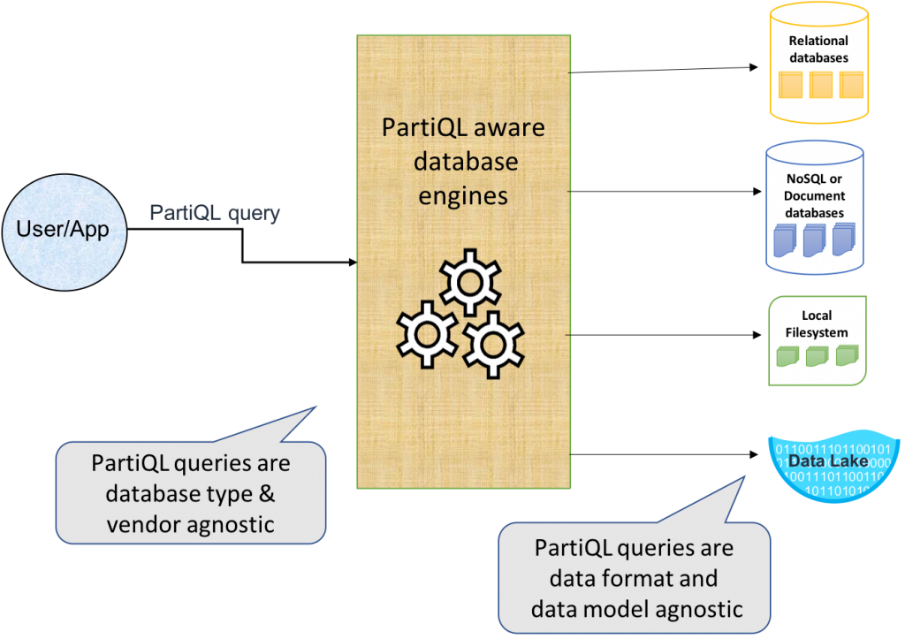 Relational
databases
PartiQL aware
database
engines
NoSQL or
Document
databases
PartiQL query
User/App
Local
Filesystem
PartiQL queries are
database type &
vendor agnostic
Data Lake
PartiQL queries are
data format and
data model agnostic